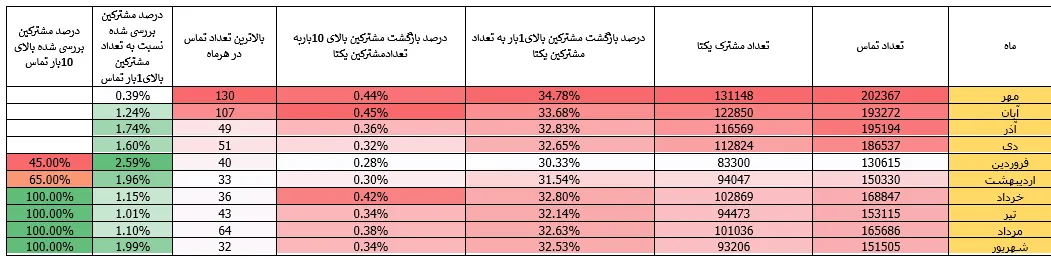 ماه	تعداد تماس	تعداد مشترک یکتا	درصد بازگشت مشترکین بالای1بار به تعداد مشترکین یکتا	درصد بازگشت مشترکین بالای 10باربه تعدادمشترکین یکتا	بالاترین تعداد تماس در هرماه	درصد مشترکین بررسی شده نسبت به تعداد مشترکین بالای1بار تماس	درصد مشترکین بررسی شده بالای 10بار تماس
مهر	202367	131148	34.78%	0.44%	130	0.39%
آبان	193272	122850	33.68%	0.45%	107	1.24%
آذر	195194	116569	32.83%	0.36%	49	1.74%
دی	186537	112824	32.65%	0.32%	51	1.60%
فروردین	130615	83300	30.33%	0.28%	40	2.59%	45.00%
اردیبهشت	150330	94047	31.54%	0.30%	33	1.96%	65.00%
خرداد	168847	102869	32.80%	0.42%	36	1.15%	100.00%
تیر	153115	94473	32.14%	0.34%	43	1.01%	100.00%
مرداد	165686	101036	32.63%	0.38%	64	1.10%	100.00%
شهریور	151505	93206	32.53%	0.34%	32	1.99%	100.00%